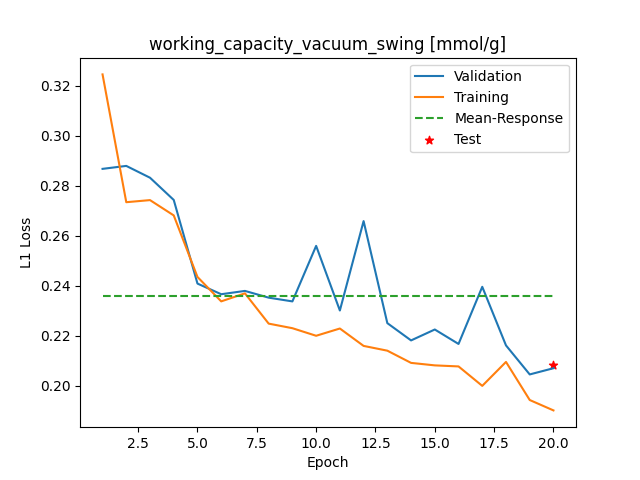 working_capacity_vacuum_swing [mmol/g]
Validation
Training
Mean-Response
Test
L1 Loss
0.32
0.30
0.28
0.26
0.24
0.22
0.20
2.5 5.0 7.5 10.0 12.5 15.0 17.5 20.0
Epoch